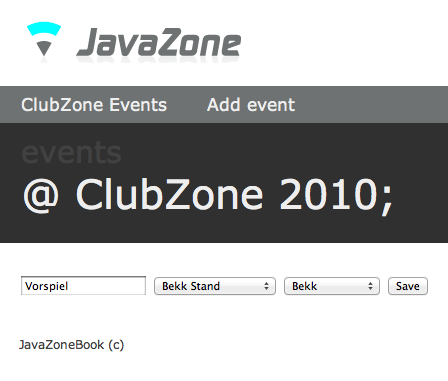 JavaZone
ClubZone Events Add event
events
@ ClubZone 2010;
Vorspiel Bekk Stand Bekk Save
JavaZoneBook (c)